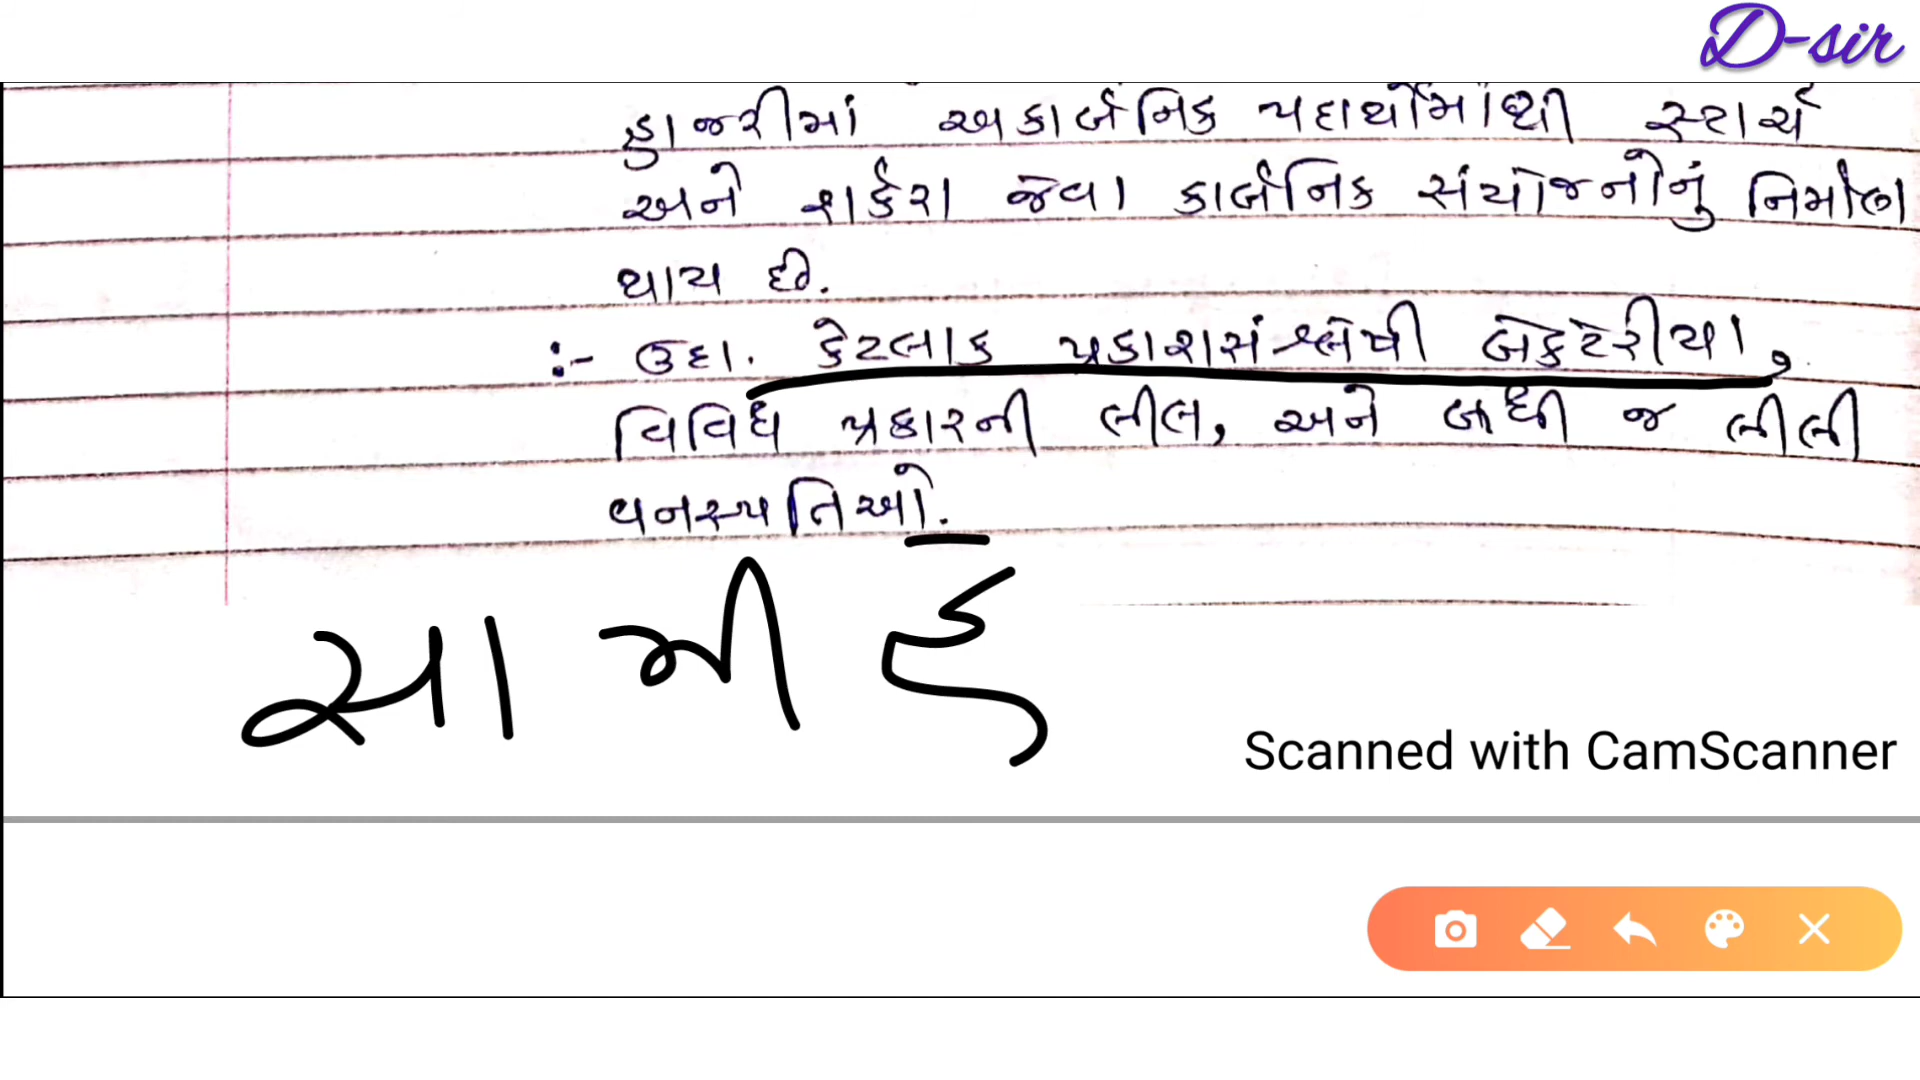 D-sir
હાજરીમાં અકાર્બનિક પદાર્થોમાંથી સ્ટાર્ચ
અને શર્કરા જેવા કાર્બનિક સંયોજનોનું નિર્માણ
થાય છે.
:- ઉદા. કેટલાક પ્રકાશસંશ્લેષી બેક્ટેરીયા,
વિવિધ પ્રકારની લીલ, અને બધી જ લીલી
વનસ્પતિઓ.
Scanned with CamScanner